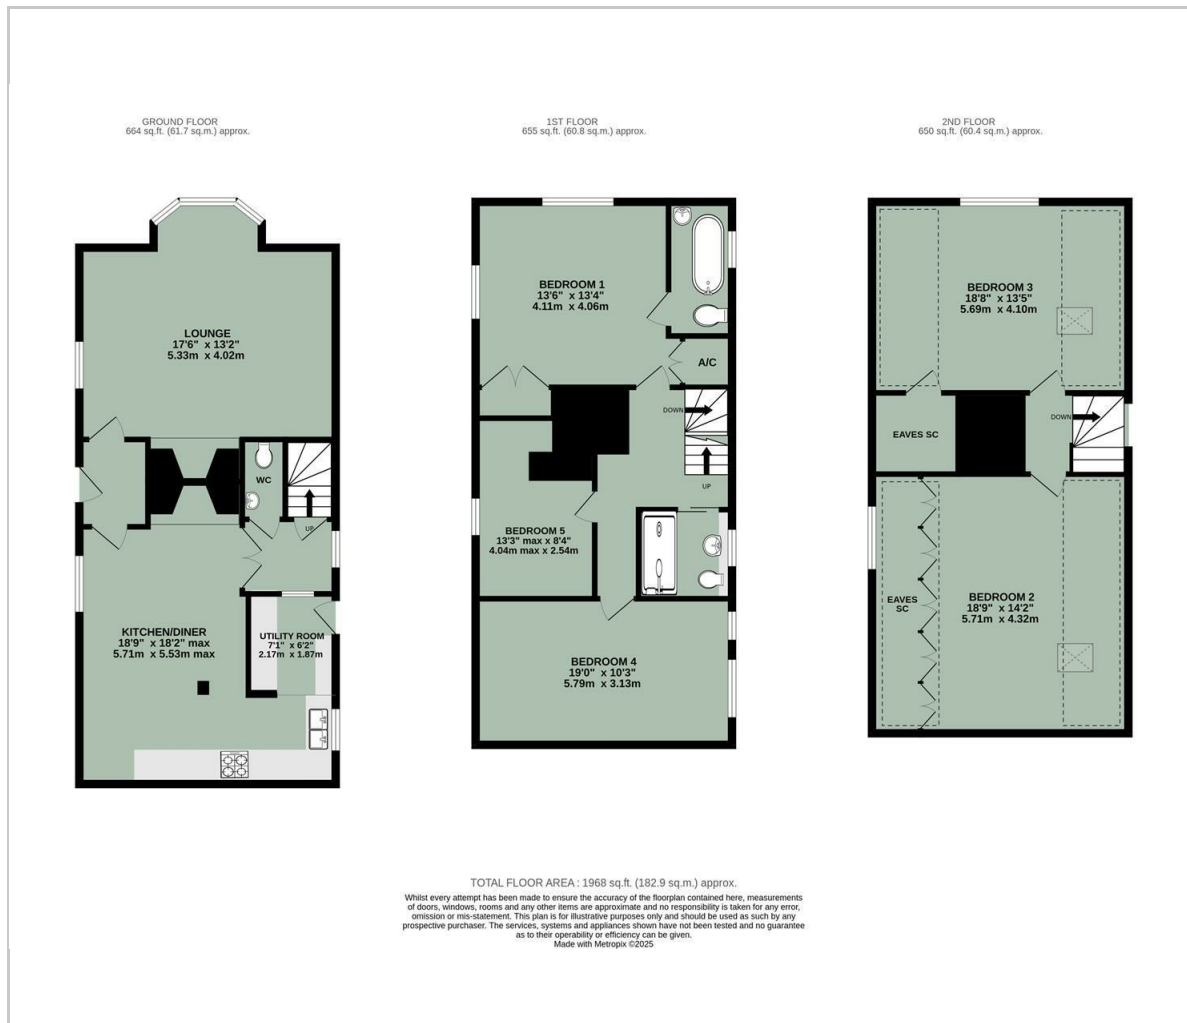 GROUND FLOOR
664 sq.ft. (61.7 sq.m.) approx.
LOUNGE
17'6" x 13'2"
5.33m x 4.02m
WC
UP
KITCHEN/DINER
18'9" x 18'2" max
5.71m x 5.53m max
UTILITY ROOM
7'1" x 6'2"
2.17m x 1.87m
1ST FLOOR
655 sq.ft. (60.8 sq.m.) approx.
BEDROOM 1
13'6" x 13'4"
4.11m x 4.06m
A/C
DOWN
UP
BEDROOM 5
13'3" max x 8'4"
4.04m max x 2.54m
BEDROOM 4
19'0" x 10'3"
5.79m x 3.13m
2ND FLOOR
650 sq.ft. (60.4 sq.m.) approx.
BEDROOM 3
18'8" x 13'5"
5.69m x 4.10m
DOWN
EAVES SC
EAVES
SC
BEDROOM 2
18'9" x 14'2"
5.71m x 4.32m
TOTAL FLOOR AREA : 1968 sq.ft. (182.9 sq.m.) approx.
Whilst every attempt has been made to ensure the accuracy of the floorplan contained here, measurements
of doors, windows, rooms and any other items are approximate and no responsibility is taken for any error,
omission or mis-statement. This plan is for illustrative purposes only and should be used as such by any
prospective purchaser. The services, systems and appliances shown have not been tested and no guarantee
as to their operability or efficiency can be given.
Made with Metropix ©2025